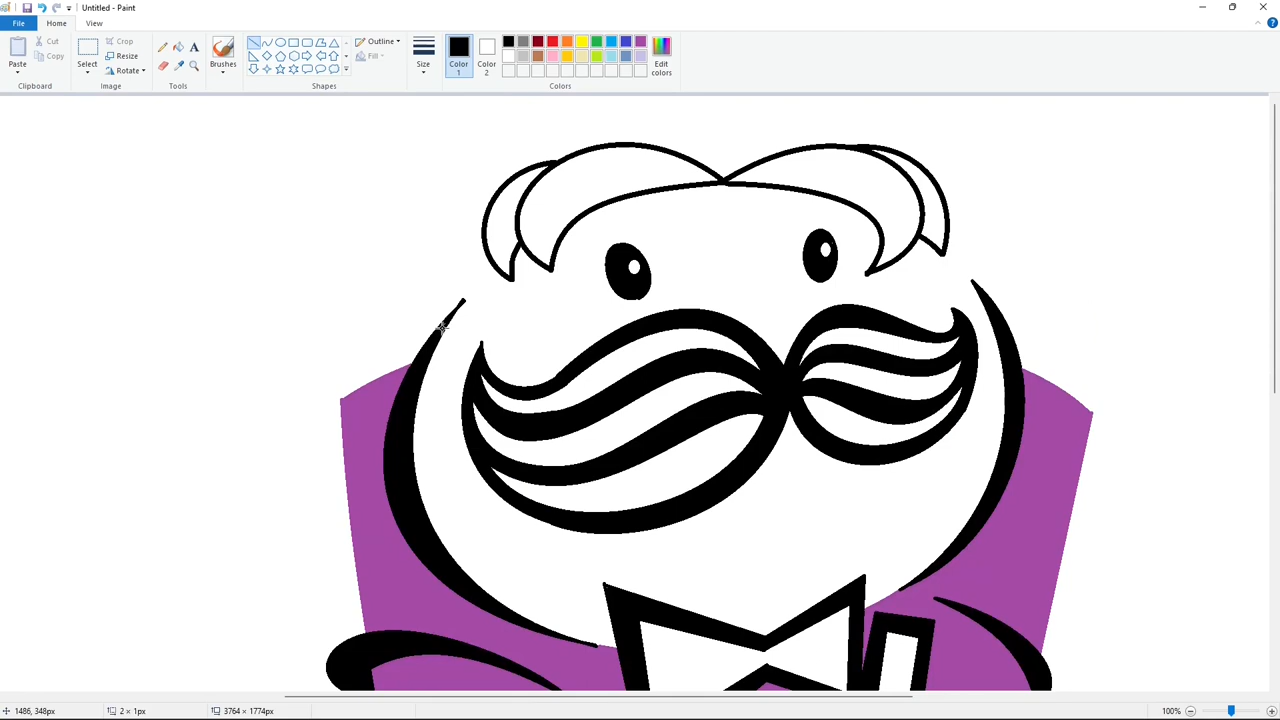 Untitled - Paint
File
Home
View
Paste
Cut
Copy
Clipboard
Select
Crop
Resize
Rotate
Image
Tools
Brushes
Outline
Fill
Shapes
Size
Color 1
Color 2
Edit colors
Colors
1486, 348px
2 × 1px
3764 × 1774px
100%